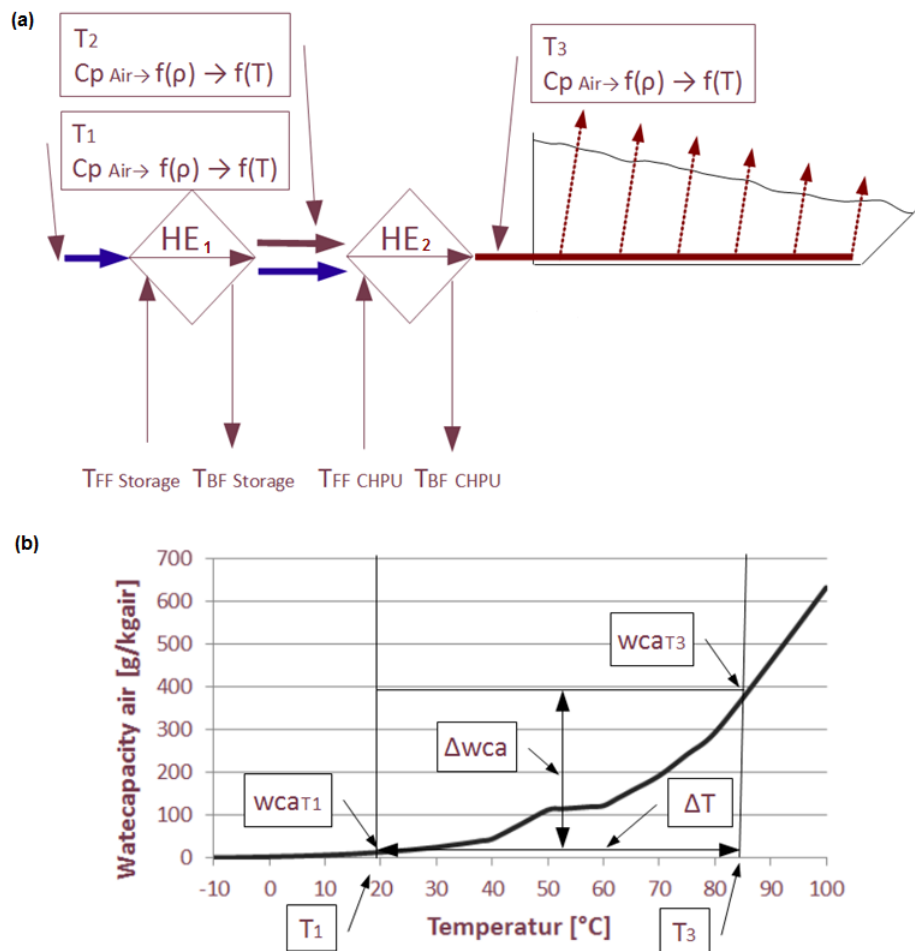 (a)
T2
Cp Air→ f(ρ) → f(T)
T3
Cp Air→ f(ρ) → f(T)
T1
Cp Air→ f(ρ) → f(T)
HE1
HE2
TFF Storage TBF Storage TFF CHPU TBF CHPU
(b)
Watecapacity air [g/kgair]
700
600
500
400
300
200
100
0
wcaT3
Δwca
wcaT1
ΔT
-10 0 10 20 30 40 50 60 70 80 90 100
T1
Temperatur [°C]
T3